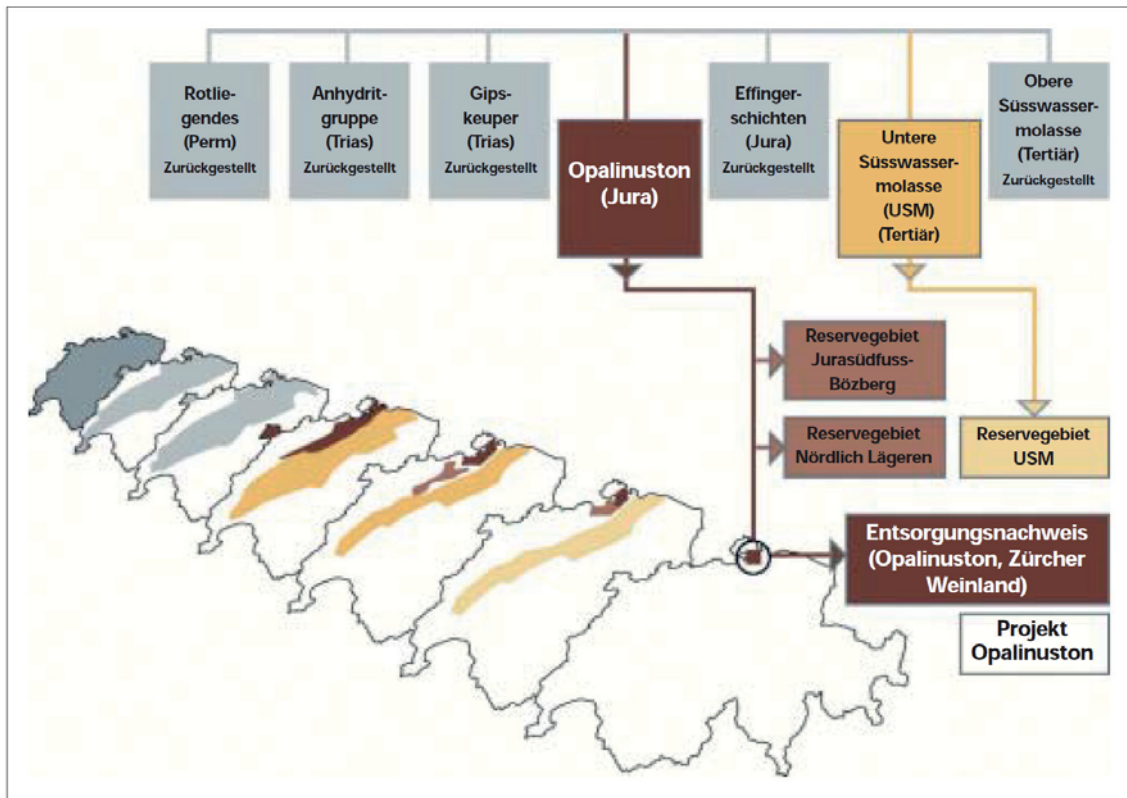 Rotlie-
gendes
(Perm)
Zurückgestellt
Anhydrit-
gruppe
(Trias)
Zurückgestellt
Gips-
keuper
(Trias)
Zurückgestellt
Opalinuston
(Jura)
Effinger-
schichten
(Jura)
Zurückgestellt
Untere
Süsswasser-
molasse
(USM)
(Tertiär)
Obere
Süsswasser-
molasse
(Tertiär)
Zurückgestellt
Reservegebiet
Jurasüdfuss-
Bözberg
Reservegebiet
Nördlich Lägeren
Reservegebiet
USM
Entsorgungsnachweis
(Opalinuston, Zürcher
Weinland)
Projekt
Opalinuston